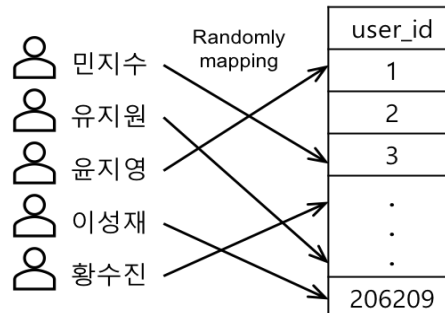 Randomly
mapping
민지수
유지원
윤지영
이성재
황수진
user_id
1
2
3
.
.
.
206209